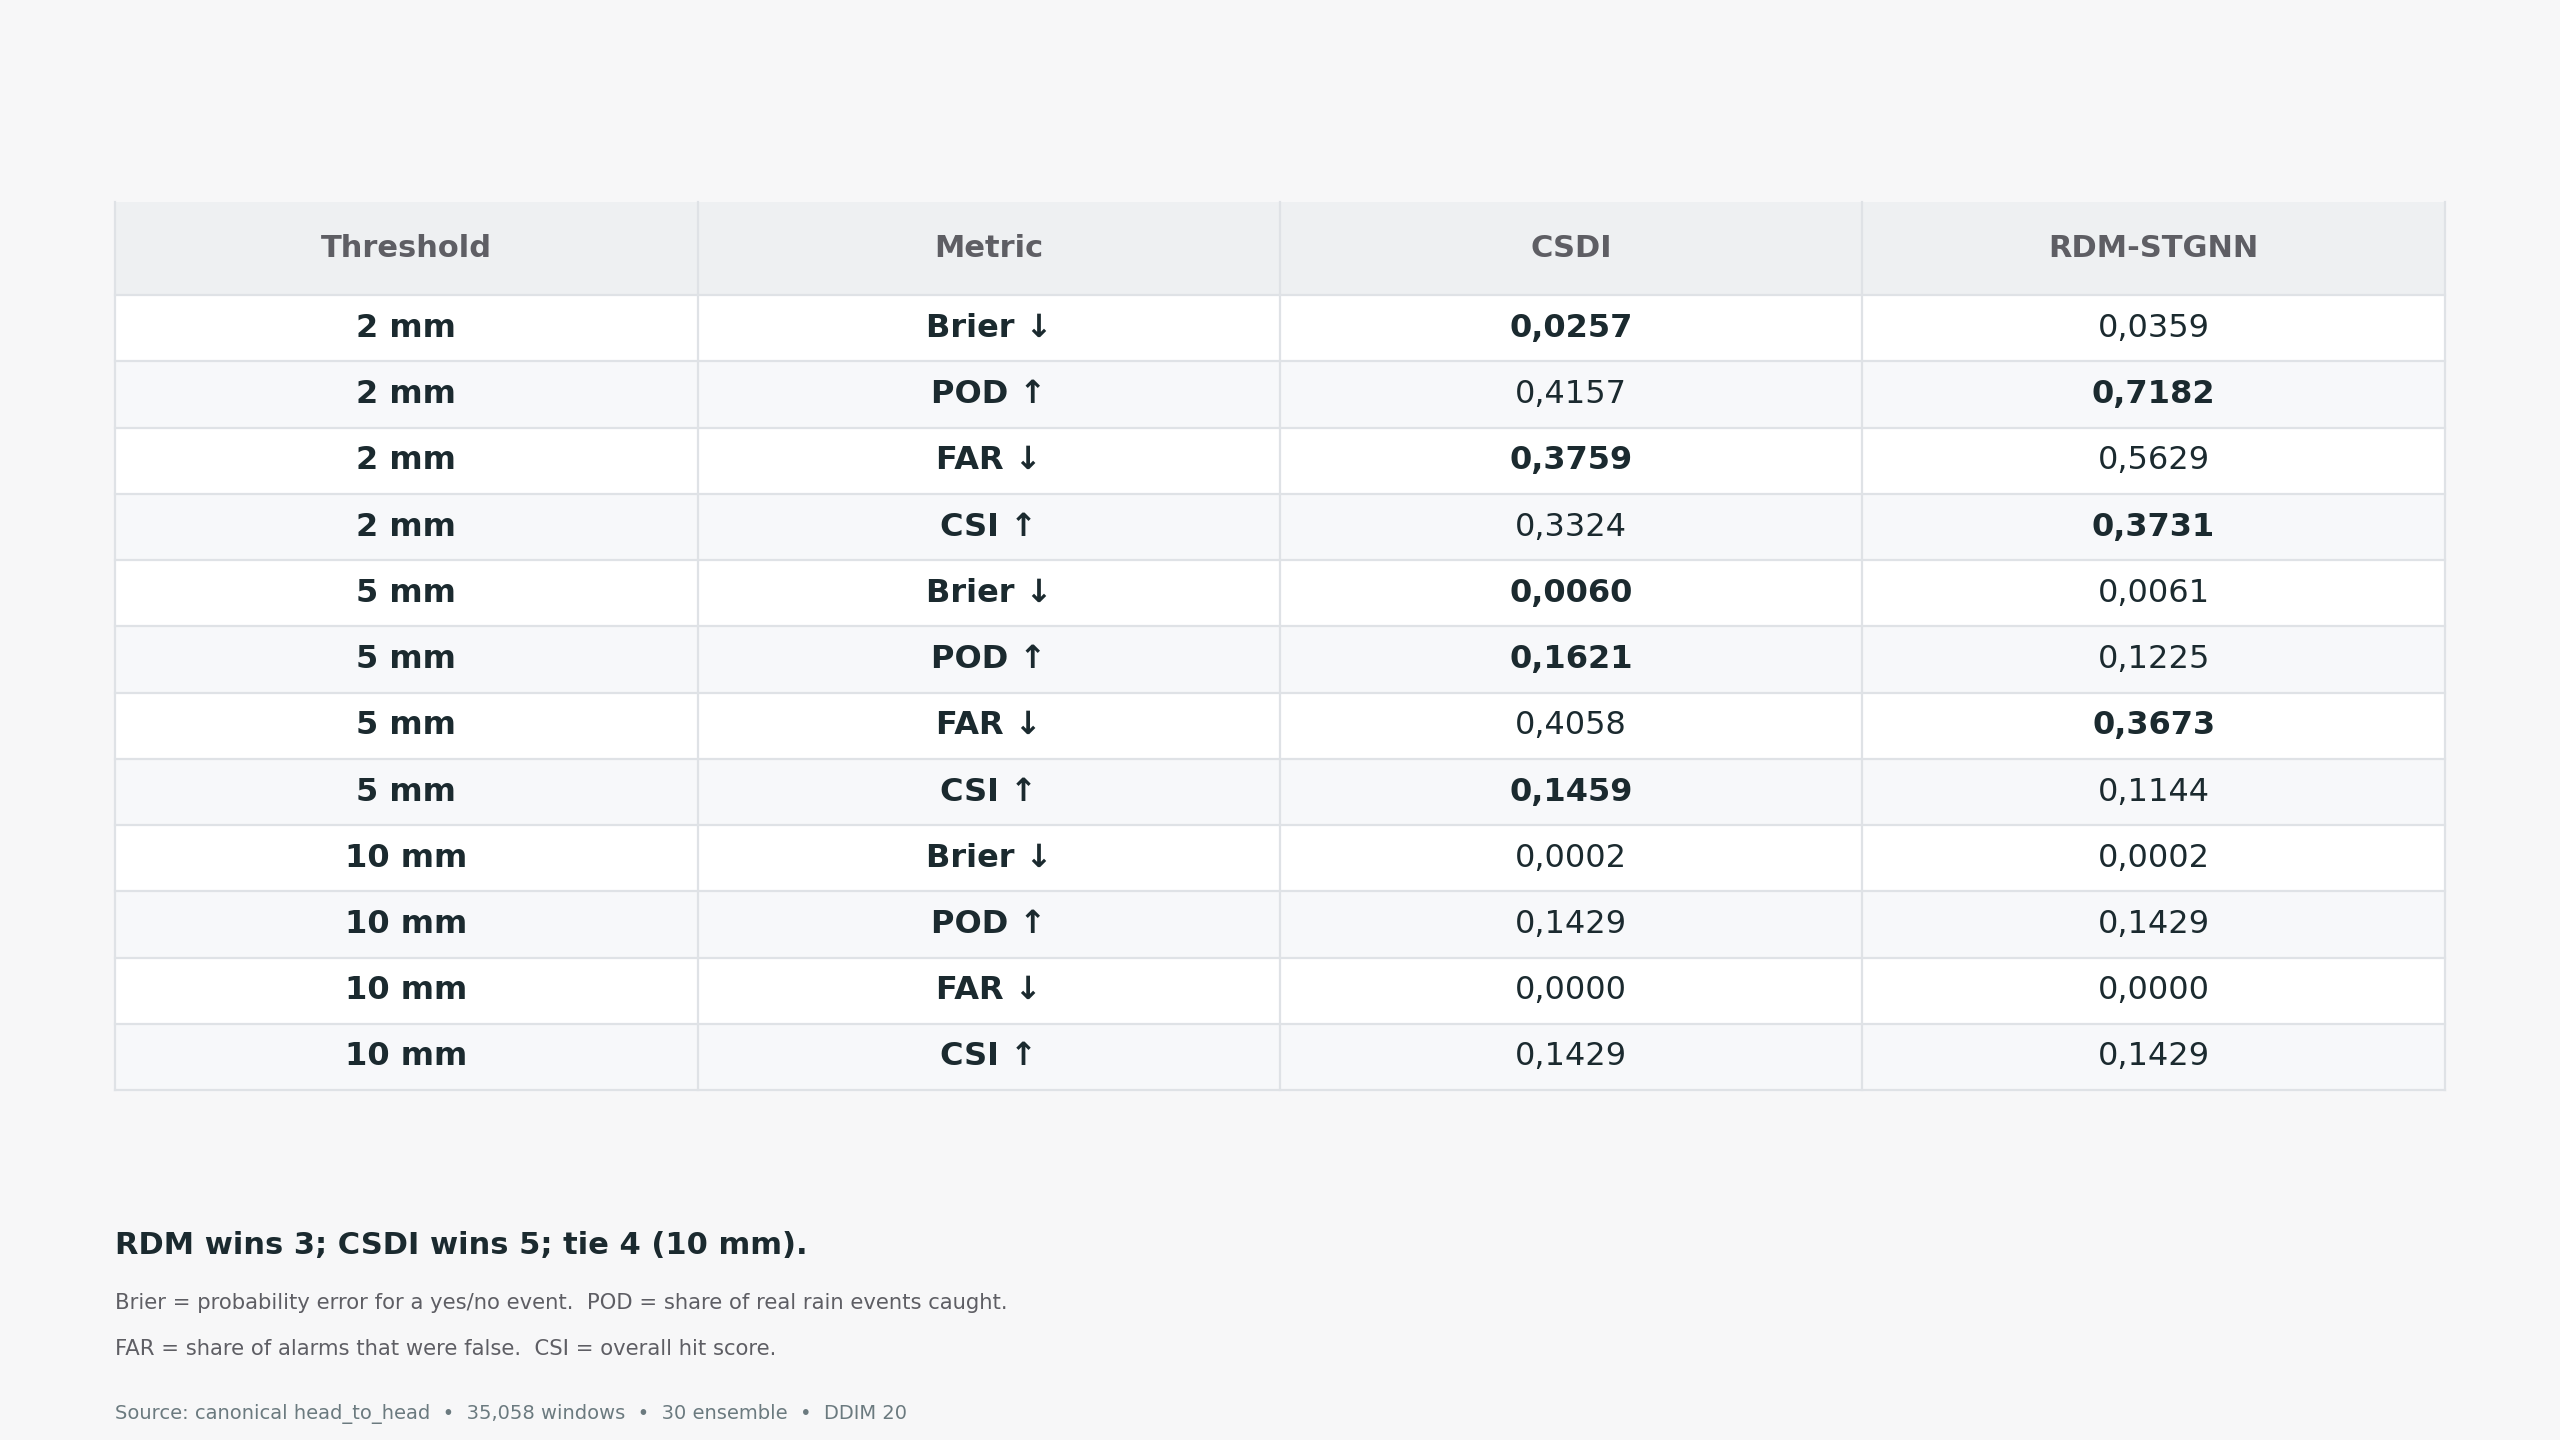 Threshold Metric CSDI RDM-STGNN
2 mm Brier ↓ 0,0257 0,0359
2 mm POD ↑ 0,4157 0,7182
2 mm FAR ↓ 0,3759 0,5629
2 mm CSI ↑ 0,3324 0,3731
5 mm Brier ↓ 0,0060 0,0061
5 mm POD ↑ 0,1621 0,1225
5 mm FAR ↓ 0,4058 0,3673
5 mm CSI ↑ 0,1459 0,1144
10 mm Brier ↓ 0,0002 0,0002
10 mm POD ↑ 0,1429 0,1429
10 mm FAR ↓ 0,0000 0,0000
10 mm CSI ↑ 0,1429 0,1429
RDM wins 3; CSDI wins 5; tie 4 (10 mm).
Brier = probability error for a yes/no event.  POD = share of real rain events caught.
FAR = share of alarms that were false.  CSI = overall hit score.
Source: canonical head_to_head • 35,058 windows • 30 ensemble • DDIM 20